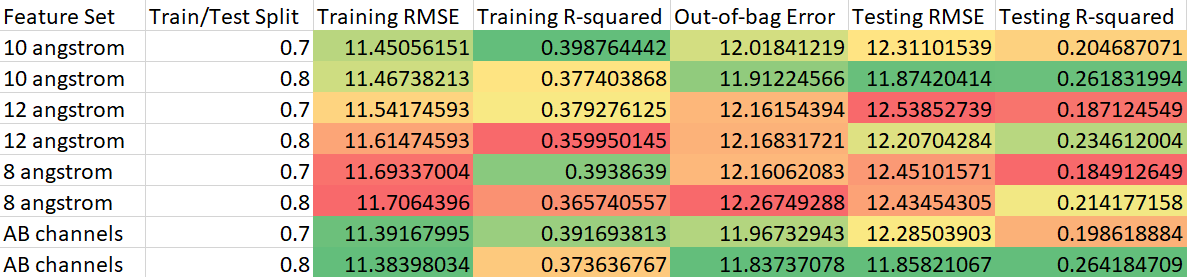 Feature Set Train/Test Split Training RMSE Training R-squared Out-of-bag Error Testing RMSE Testing R-squared
10 angstrom 0.7 11.45056151 0.398764442 12.01841219 12.31101539 0.204687071
10 angstrom 0.8 11.46738213 0.377403868 11.91224566 11.87420414 0.261831994
12 angstrom 0.7 11.54174593 0.379276125 12.16154394 12.53852739 0.187124549
12 angstrom 0.8 11.61474593 0.359950145 12.16831721 12.20704284 0.234612004
8 angstrom 0.7 11.69337004 0.3938639 12.16062083 12.45101571 0.184912649
8 angstrom 0.8 11.7064396 0.365740557 12.26749288 12.43454305 0.214177158
AB channels 0.7 11.39167995 0.391693813 11.96732943 12.28503903 0.198618884
AB channels 0.8 11.38398034 0.373636767 11.83737078 11.85821067 0.264184709